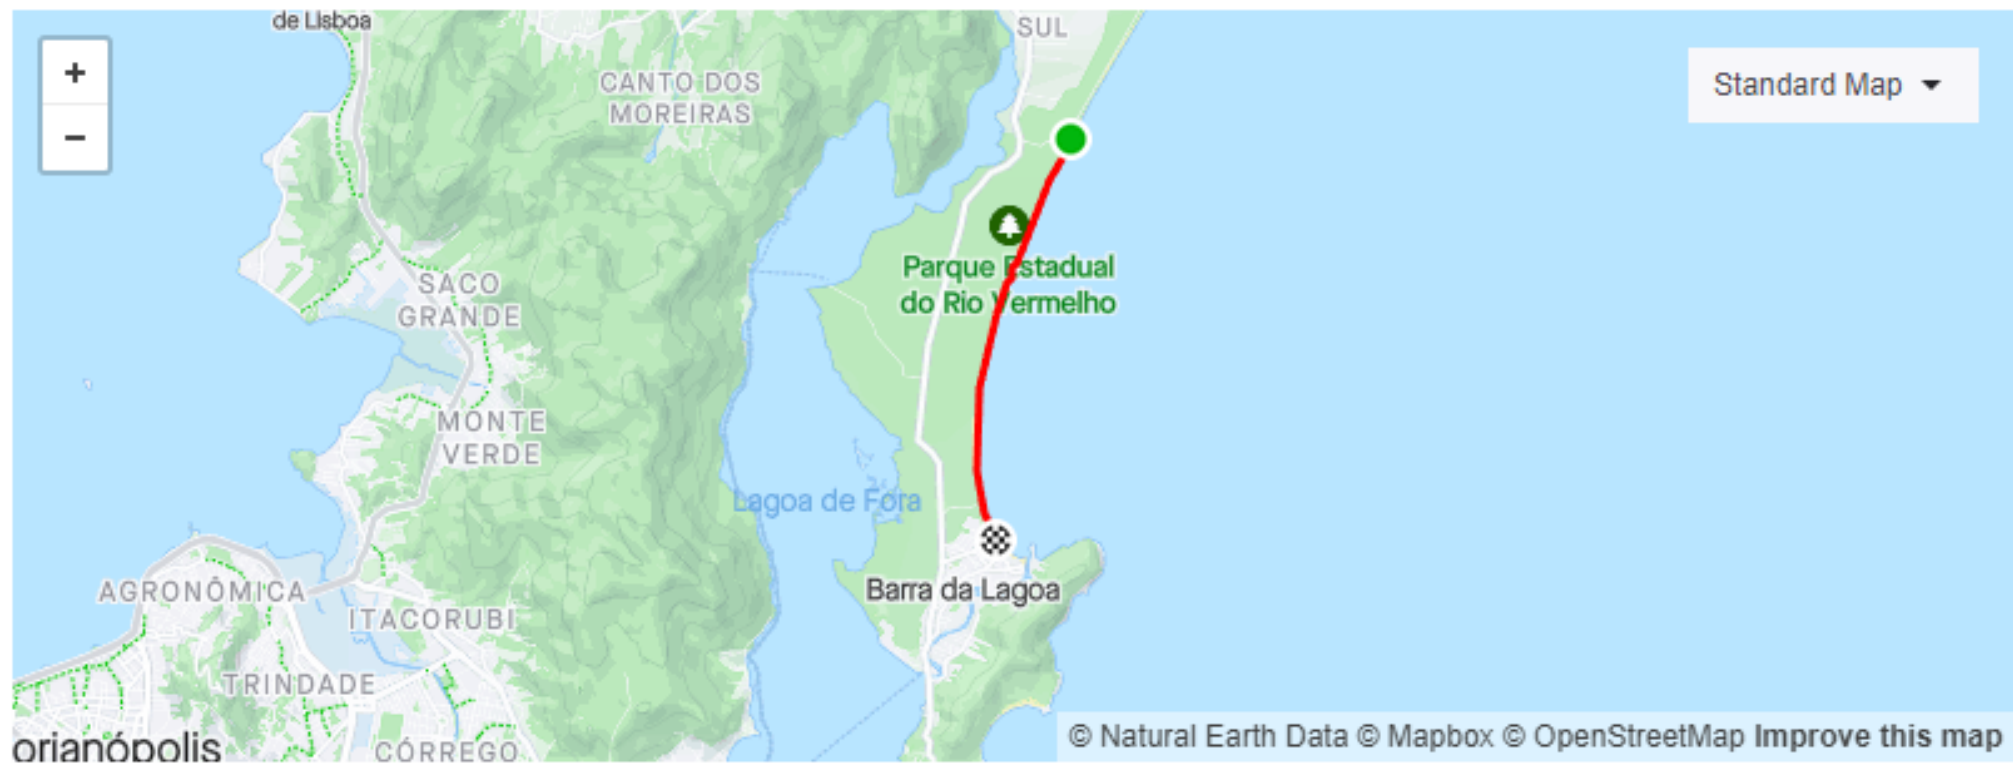 de Lisboa
SUL
+
−
Standard Map
CANTO DOS
MOREIRAS
Parque Estadual
do Rio Vermelho
SACO
GRANDE
MONTE
VERDE
Lagoa de Fora
AGRONÔMICA
Barra da Lagoa
ITACORUBI
TRINDADE
© Natural Earth Data © Mapbox © OpenStreetMap Improve this map
orianópolis
CÓRREGO